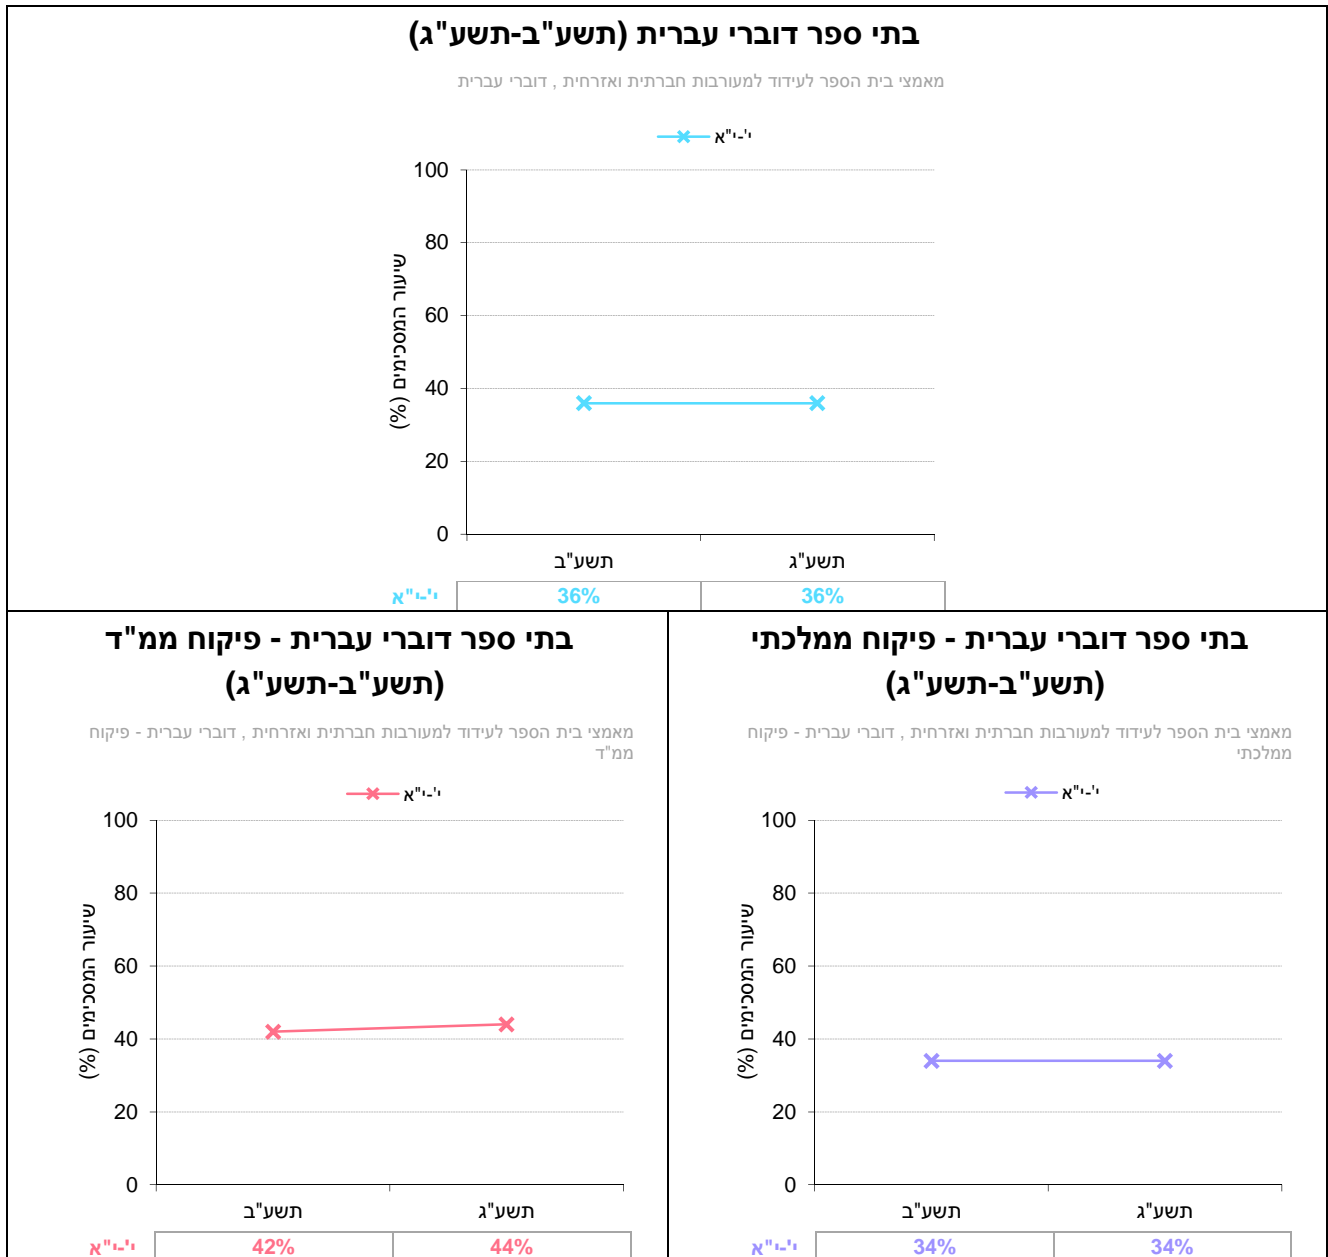 בתי ספר דוברי עברית (תשע"ב-תשע"ג)
מאמצי בית הספר לעידוד למעורבות חברתית ואזרחית , דוברי עברית
י'-י"א
שיעור המסכימים (%)
100
80
60
40
20
0
תשע"ב תשע"ג
י'-י"א 36% 36%
בתי ספר דוברי עברית - פיקוח ממלכתי
(תשע"ב-תשע"ג)
מאמצי בית הספר לעידוד למעורבות חברתית ואזרחית , דוברי עברית - פיקוח
ממלכתי
י'-י"א
שיעור המסכימים (%)
100
80
60
40
20
0
תשע"ב תשע"ג
י'-י"א 34% 34%
בתי ספר דוברי עברית - פיקוח ממ"ד
(תשע"ב-תשע"ג)
מאמצי בית הספר לעידוד למעורבות חברתית ואזרחית , דוברי עברית - פיקוח
ממ"ד
י'-י"א
שיעור המסכימים (%)
100
80
60
40
20
0
תשע"ב תשע"ג
י'-י"א 42% 44%